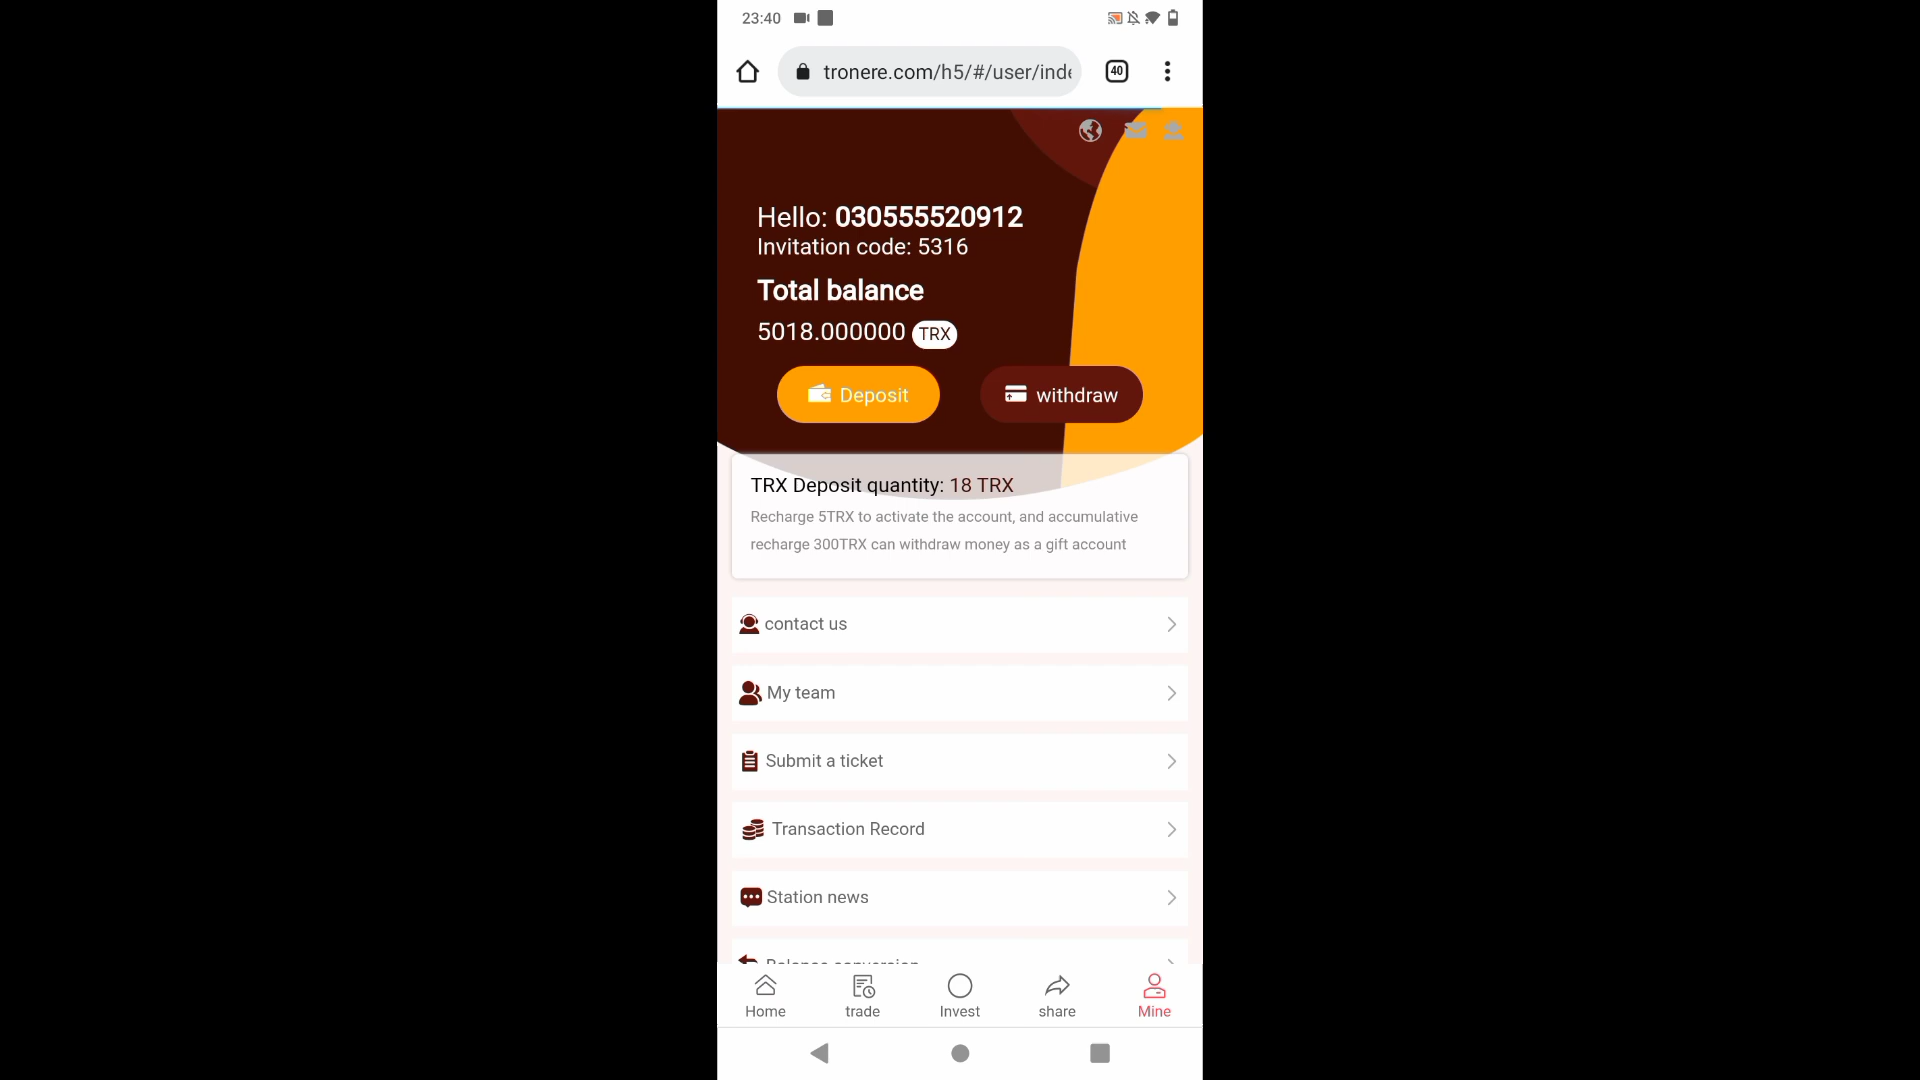 23:40
tronere.com/h5/#/user/inde
40
Hello: 030555520912
Invitation code: 5316
Total balance
5018.000000 TRX
Deposit
withdraw
TRX Deposit quantity: 18 TRX
Recharge 5TRX to activate the account, and accumulative
recharge 300TRX can withdraw money as a gift account
contact us
My team
Submit a ticket
Transaction Record
Station news
Balance conversion
Home
trade
Invest
share
Mine